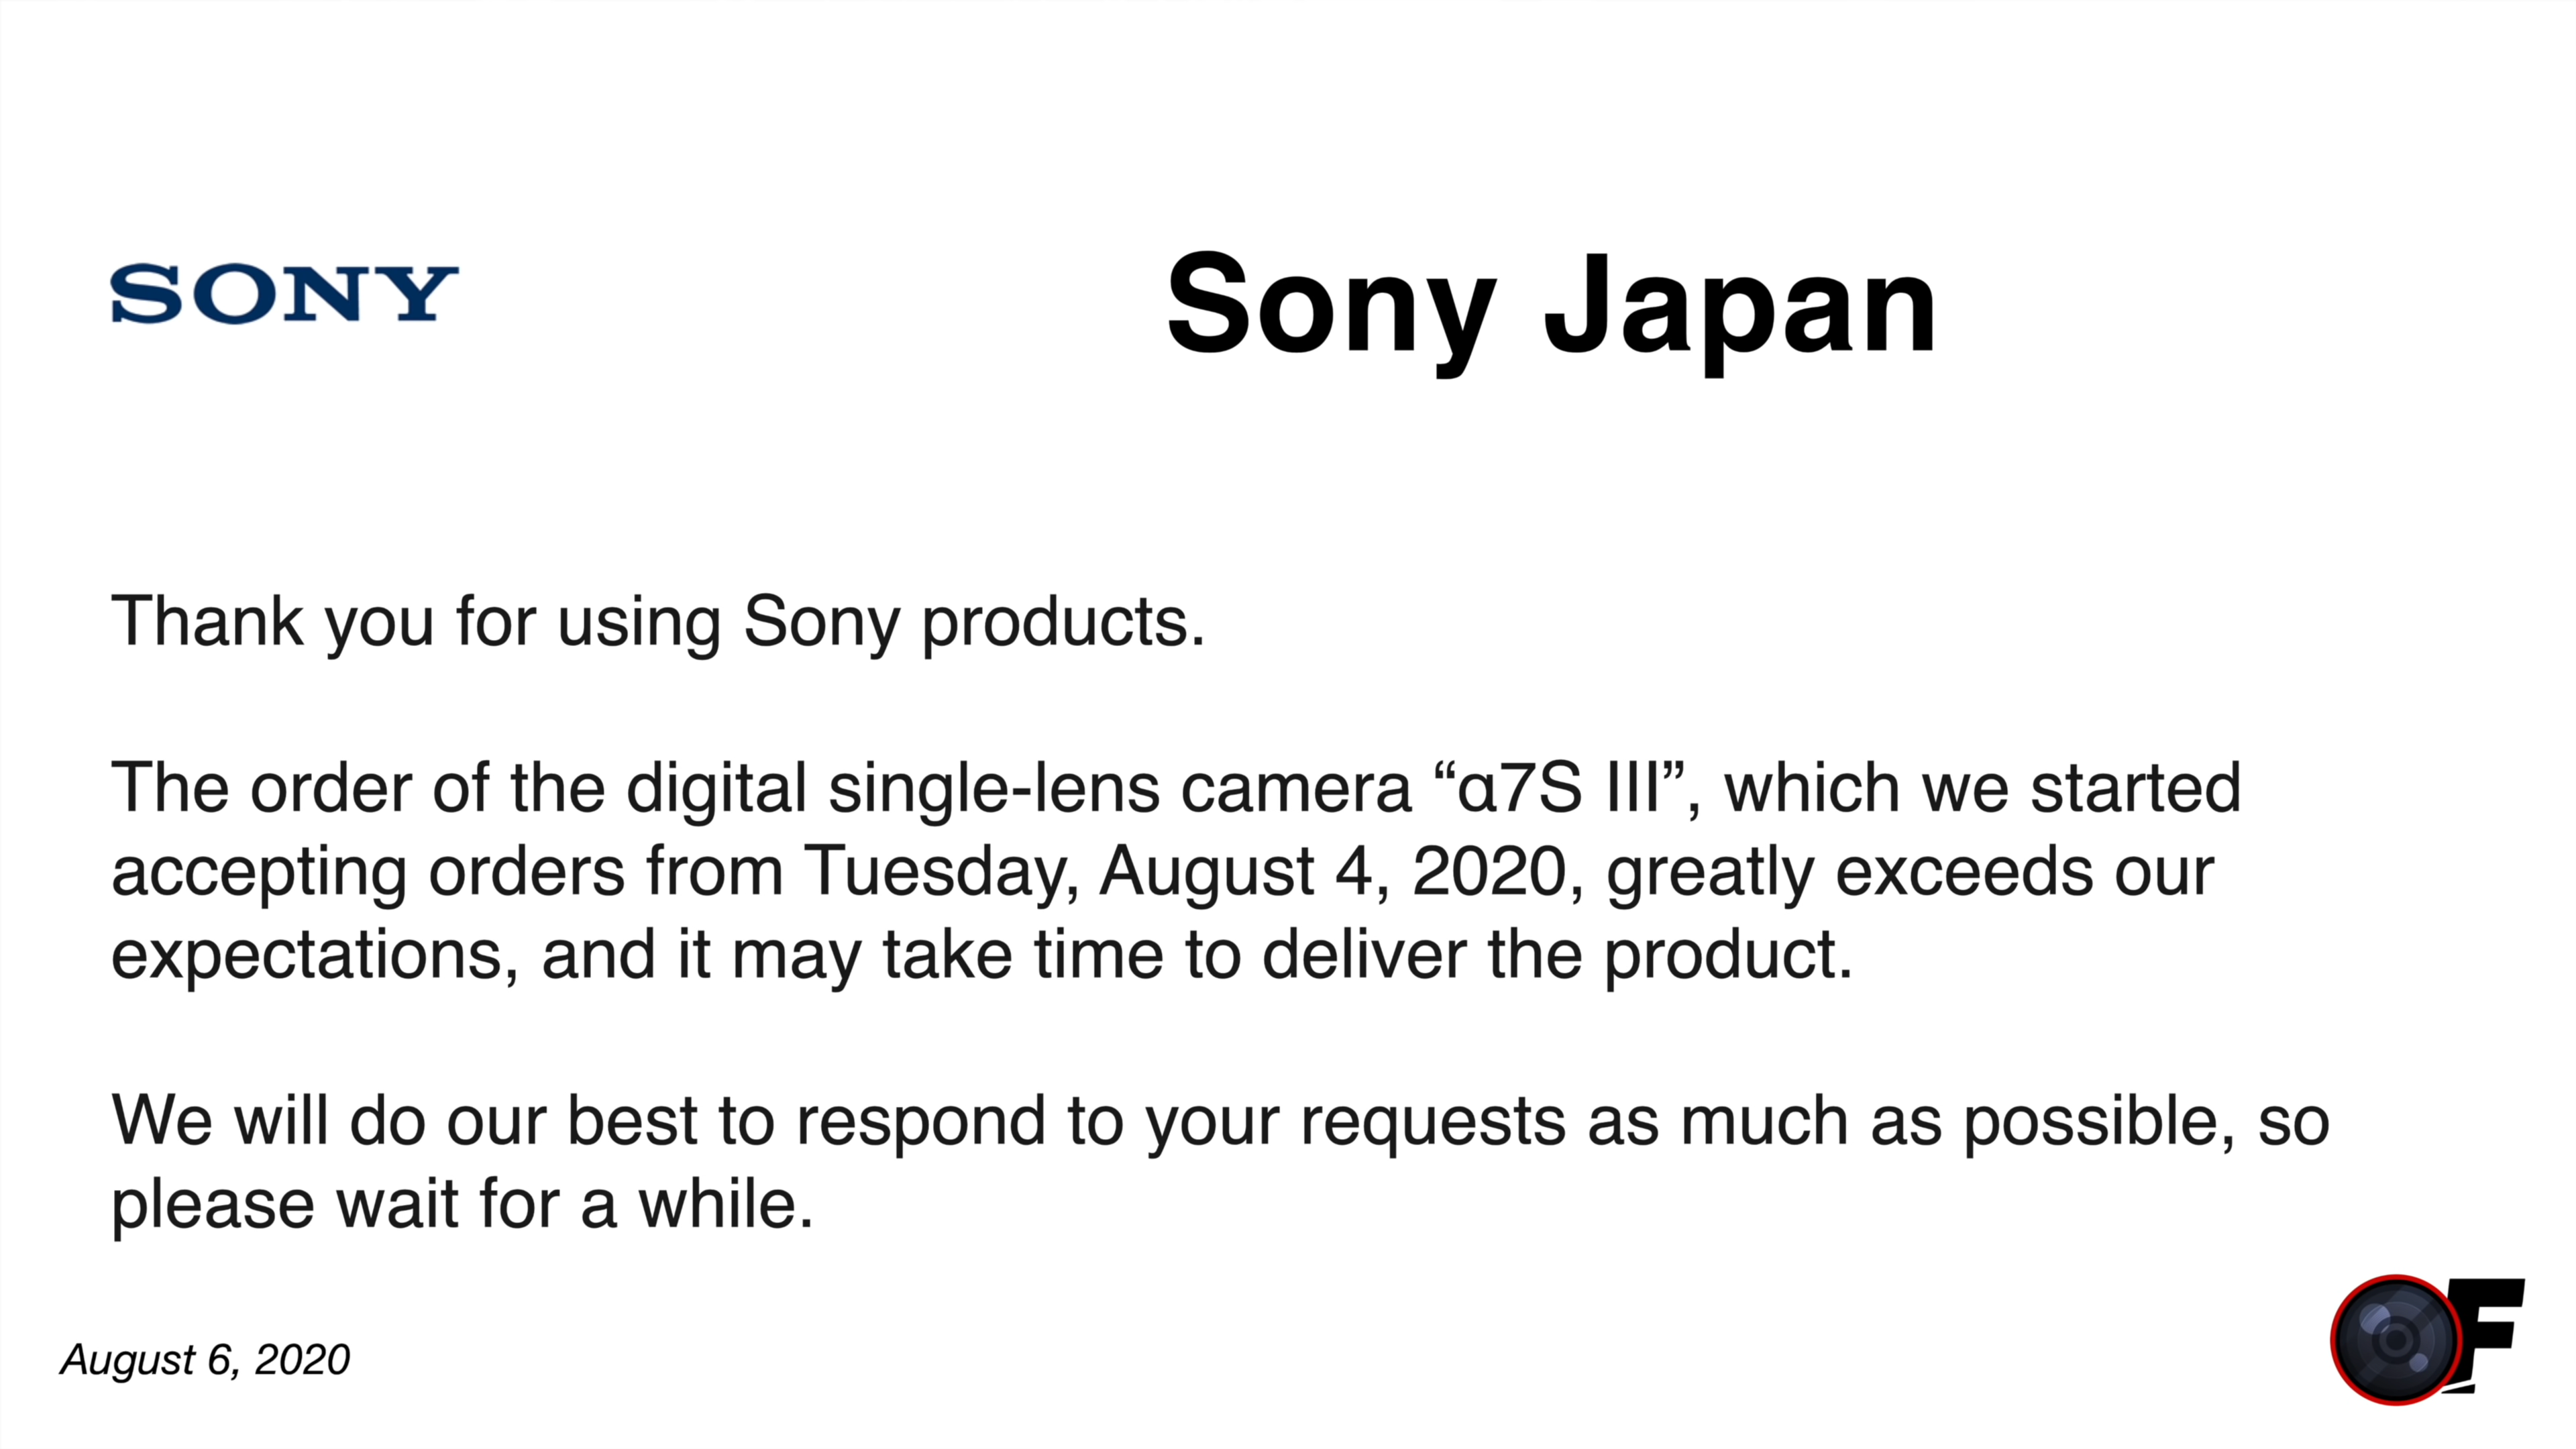 SONY
Sony Japan
Thank you for using Sony products.
The order of the digital single-lens camera “α7S III”, which we started
accepting orders from Tuesday, August 4, 2020, greatly exceeds our
expectations, and it may take time to deliver the product.
We will do our best to respond to your requests as much as possible, so
please wait for a while.
August 6, 2020
F